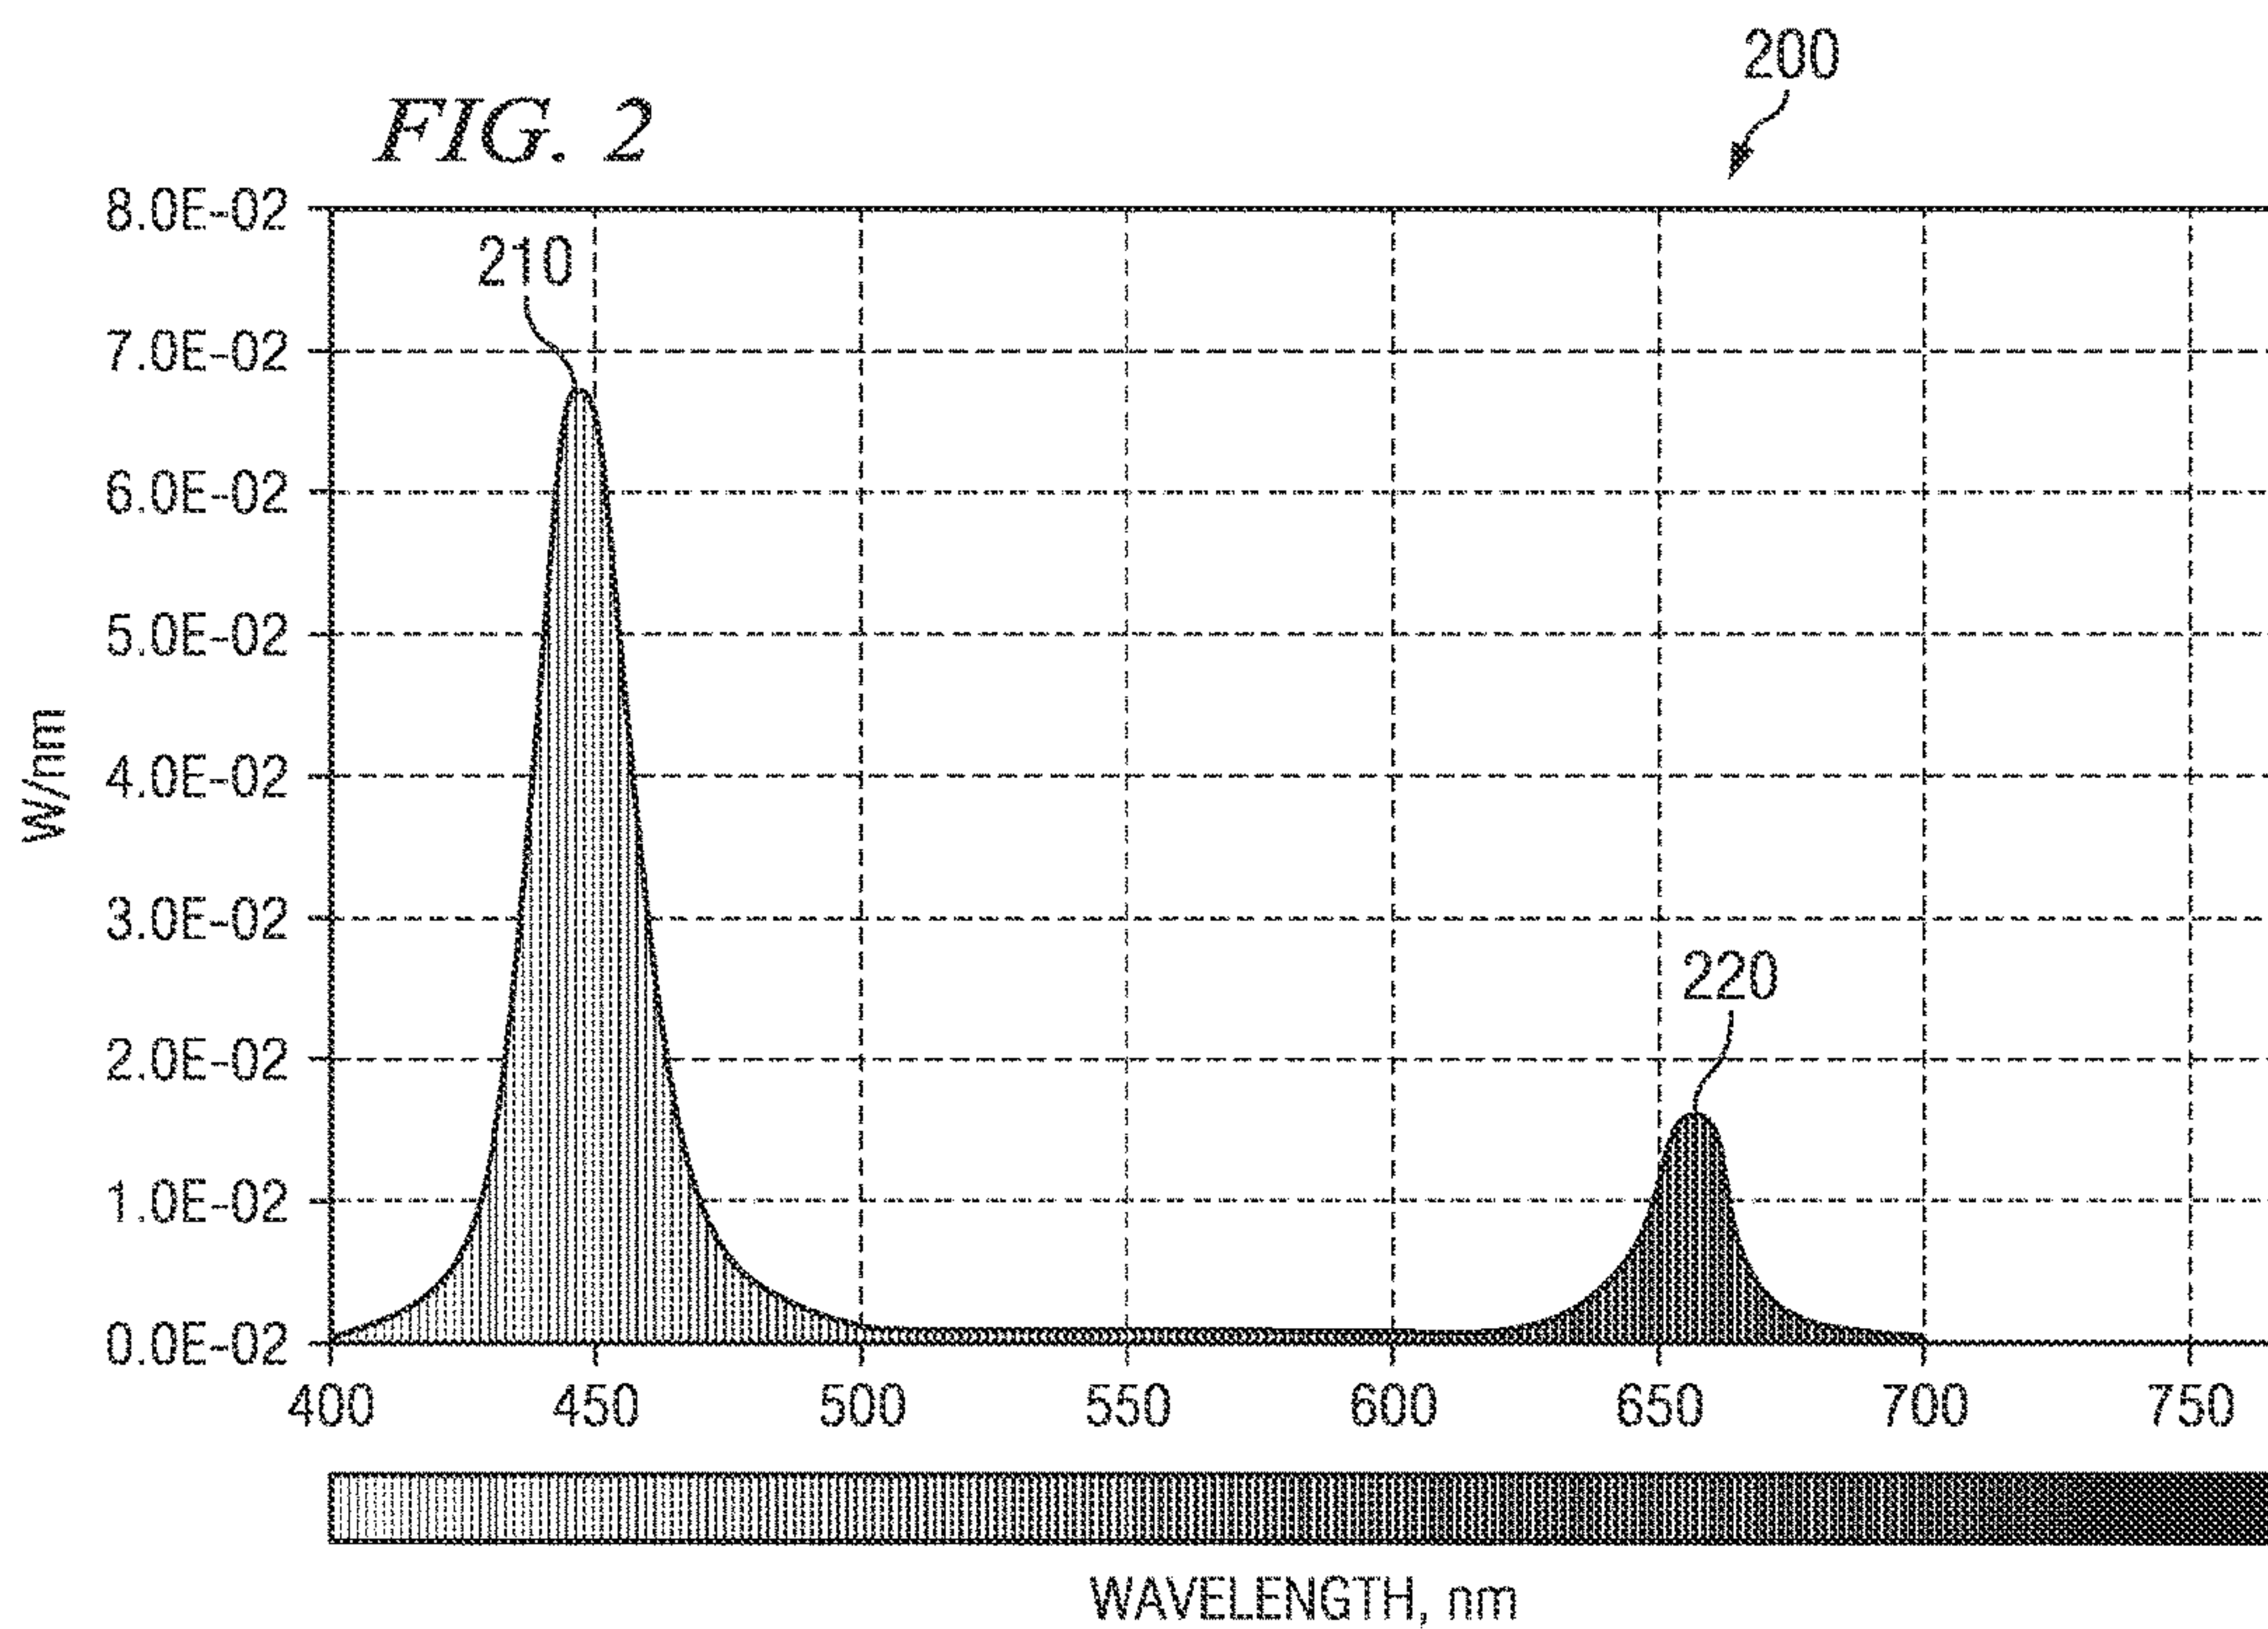 200
FIG. 2
8.0E-02
210
7.0E-02
6.0E-02
5.0E-02
W/nm
4.0E-02
3.0E-02
220
2.0E-02
1.0E-02
0.0E-02
400 450 500 550 600 650 700 750
WAVELENGTH, nm